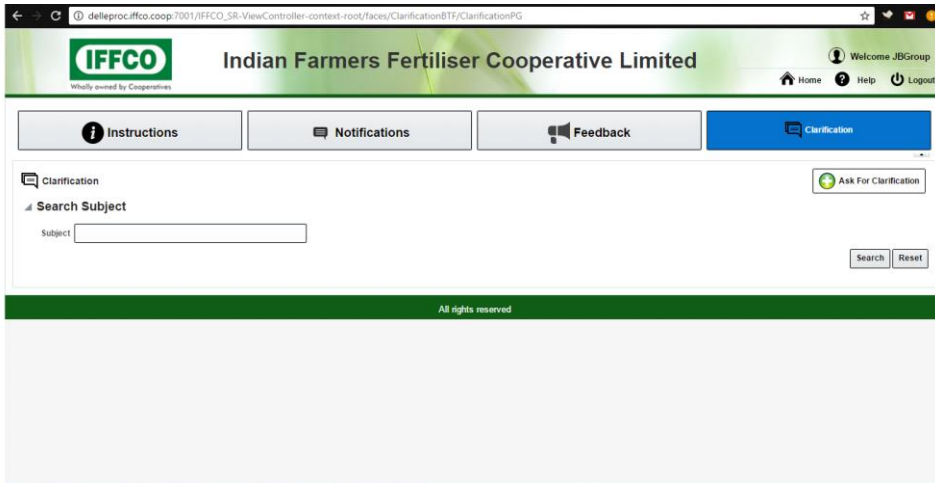 delleproc.iffco.coop:7001/IFFCO_SR-ViewController-context-root/faces/ClarificationBTF/ClarificationPG
IFFCO
Wholly owned by Cooperatives
Indian Farmers Fertiliser Cooperative Limited
Welcome JBGroup
Home Help Logout
Instructions Notifications Feedback Clarification
Clarification
Ask For Clarification
Search Subject
Subject
Search Reset
All rights reserved